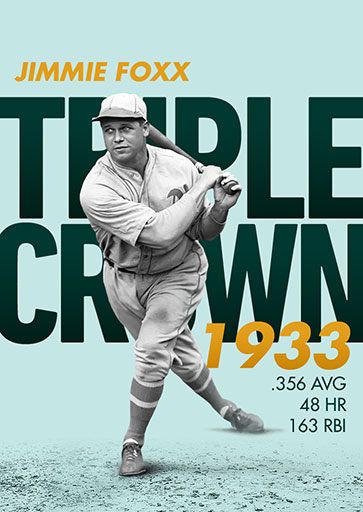 JIMMIE FOXX
TRIPLE
CROWN
1933
.356 AVG
48 HR
163 RBI